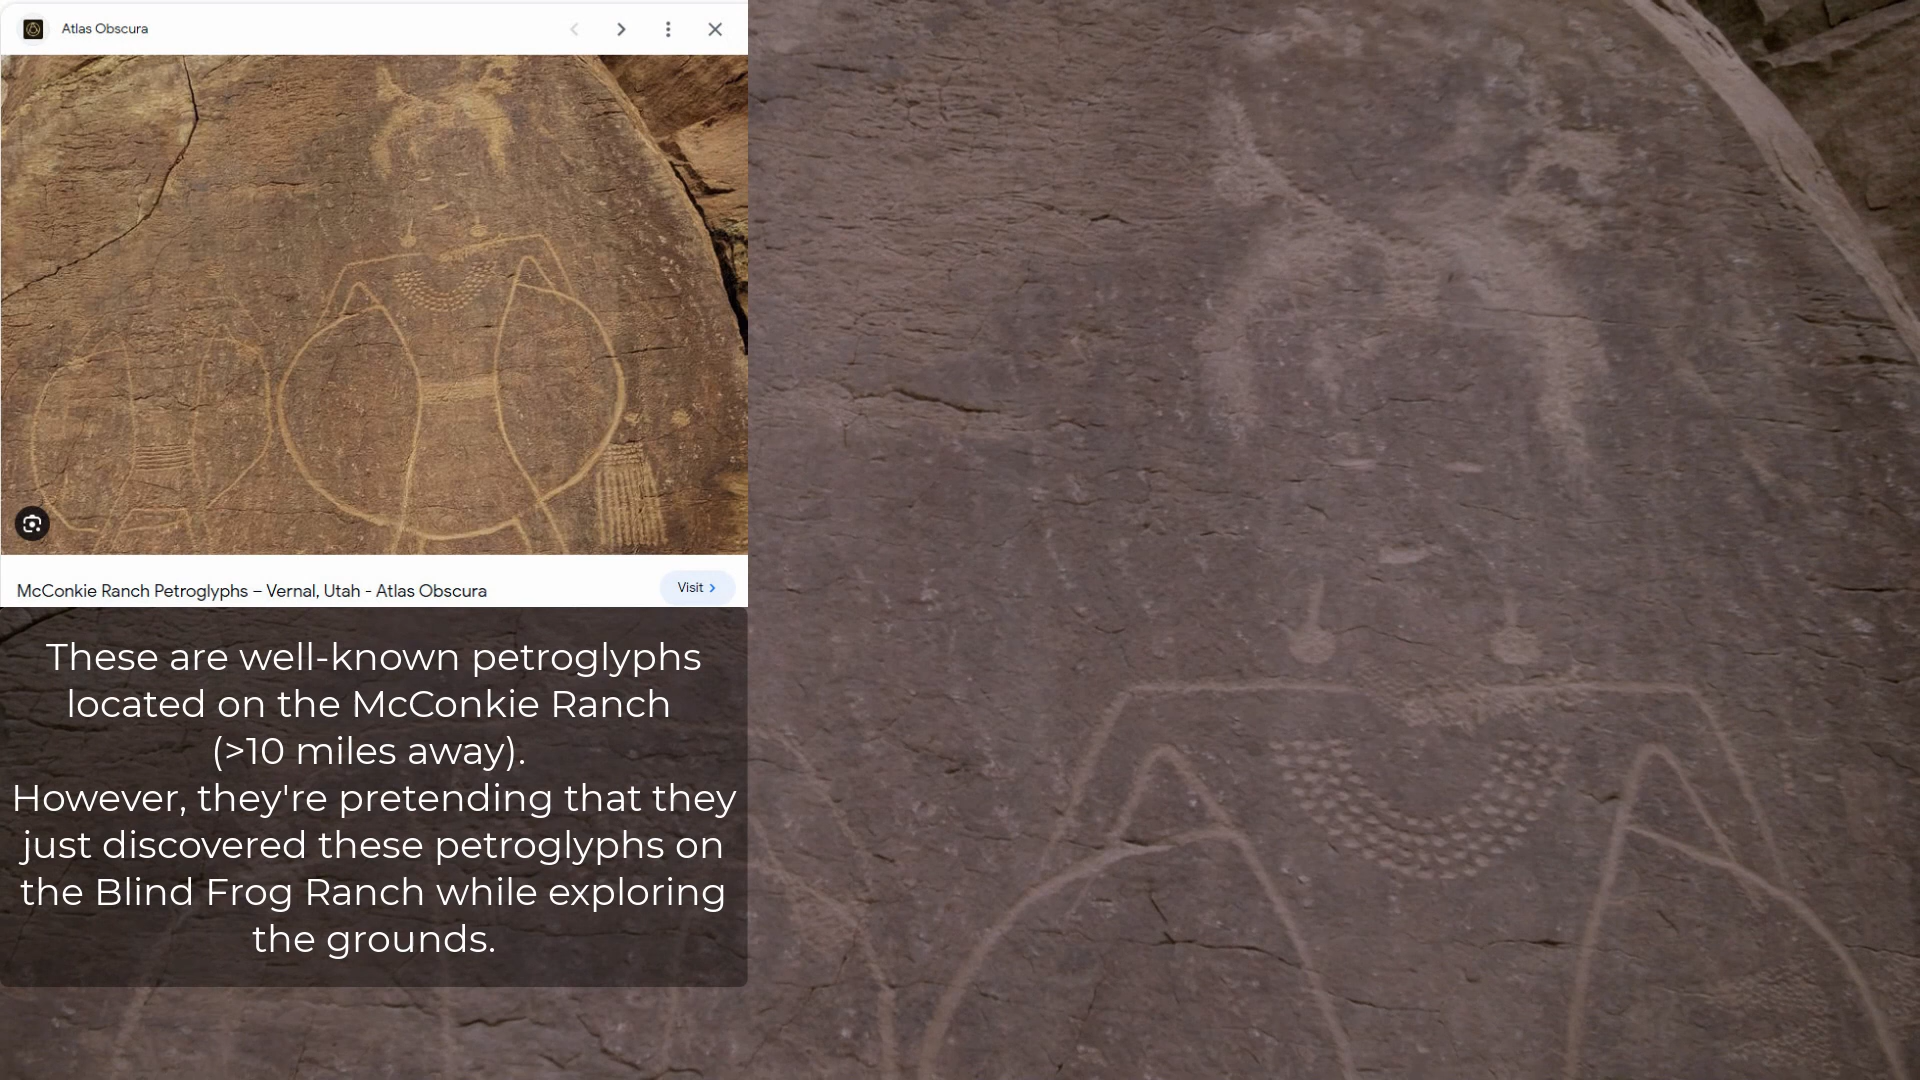 Atlas Obscura
McConkie Ranch Petroglyphs – Vernal, Utah - Atlas Obscura
Visit
These are well-known petroglyphs
located on the McConkie Ranch
(>10 miles away).
However, they're pretending that they
just discovered these petroglyphs on
the Blind Frog Ranch while exploring
the grounds.